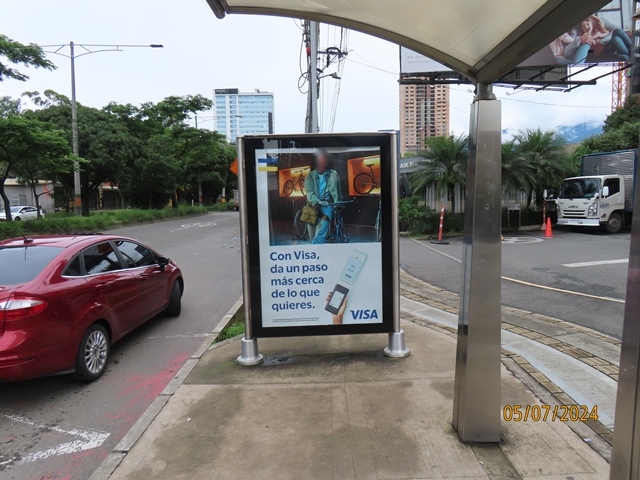 Con Visa,
da un paso
más cerca
de lo que
quieres.
VISA
05/07/2024